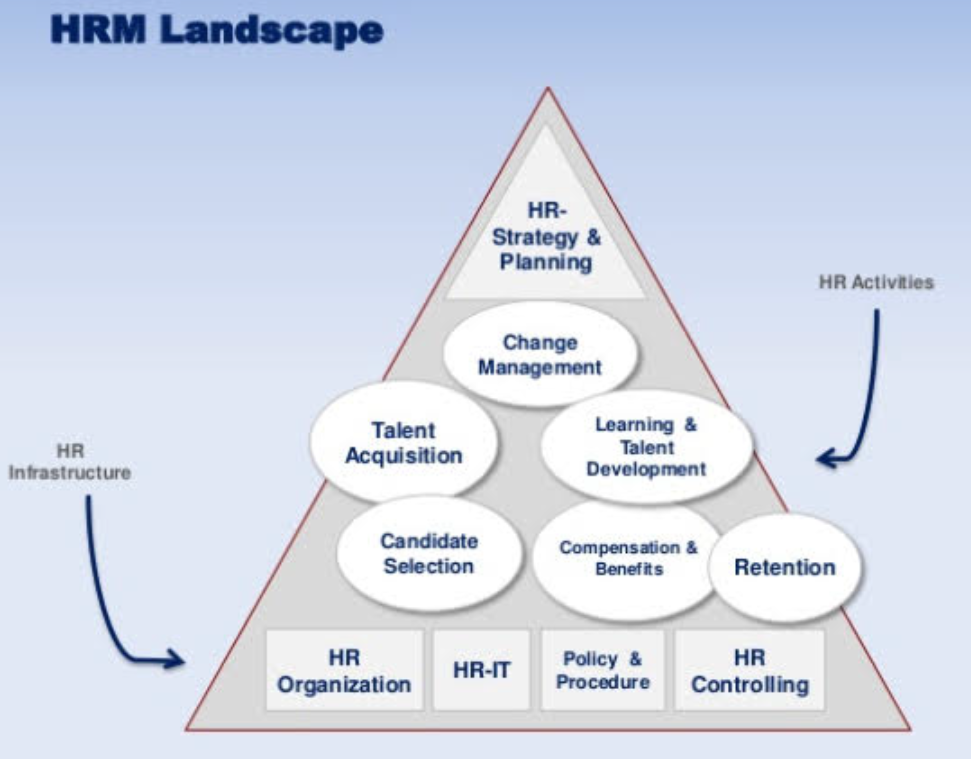 HRM Landscape
HR-
Strategy &
Planning
HR Activities
Change
Management
Talent
Acquisition
Learning &
Talent
Development
HR
Infrastructure
Candidate
Selection
Compensation &
Benefits
Retention
HR
Organization
HR-IT
Policy &
Procedure
HR
Controlling